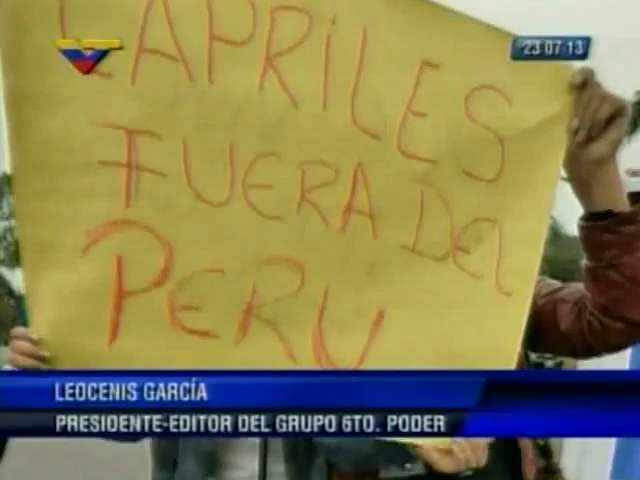 23·07·13
CAPRILES
FUERA DEL
PERÚ
LEOCENIS GARCÍA
PRESIDENTE-EDITOR DEL GRUPO 6TO. PODER